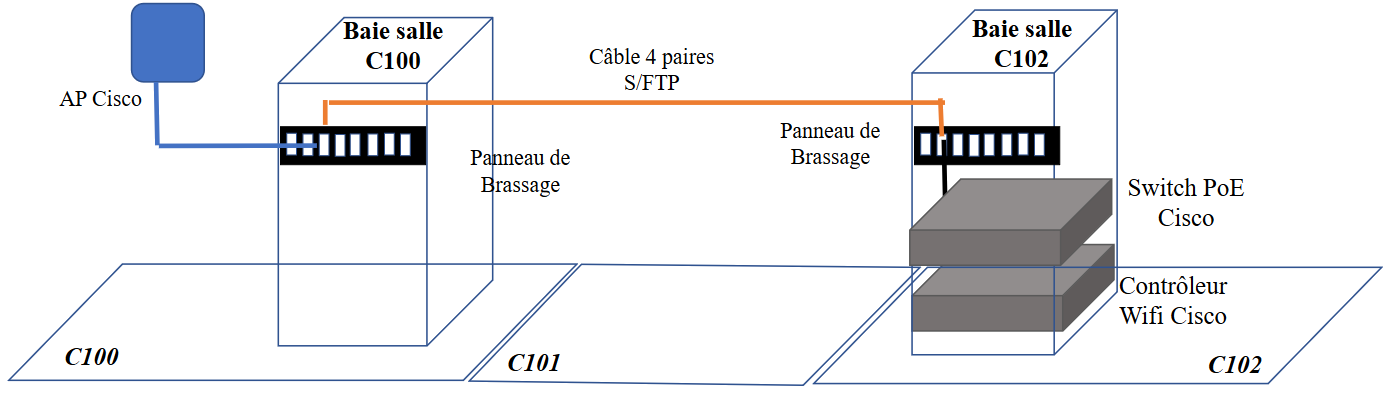 Baie salle
C100
Baie salle
C102
Câble 4 paires
S/FTP
AP Cisco
Panneau de
Brassage
Panneau de
Brassage
Switch PoE
Cisco
Contrôleur
Wifi Cisco
C100
C101
C102